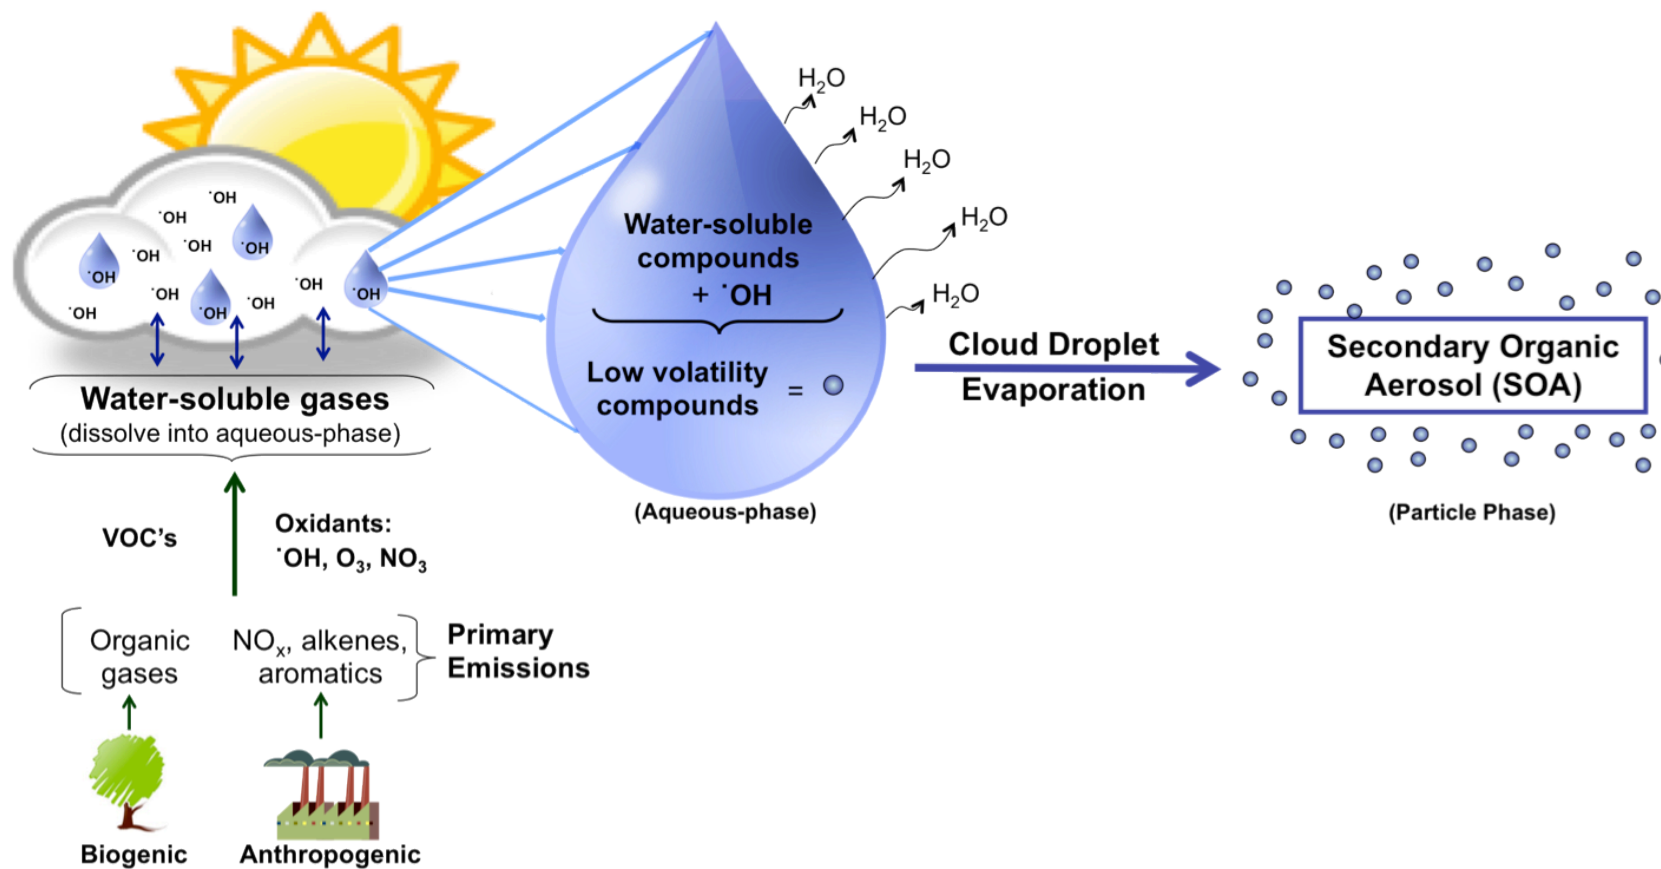 ˙OH
˙OH
˙OH
˙OH
˙OH
˙OH
˙OH
˙OH
˙OH
˙OH
˙OH
˙OH
˙OH
Water-soluble gases
(dissolve into aqueous-phase)
VOC’s
Oxidants:
˙OH, O₃, NO₃
Organic
gases
NOₓ, alkenes,
aromatics
Primary
Emissions
Biogenic
Anthropogenic
H₂O
H₂O
H₂O
H₂O
H₂O
Water-soluble
compounds
+ ˙OH
Low volatility
compounds
=
(Aqueous-phase)
Cloud Droplet
Evaporation
Secondary Organic
Aerosol (SOA)
(Particle Phase)